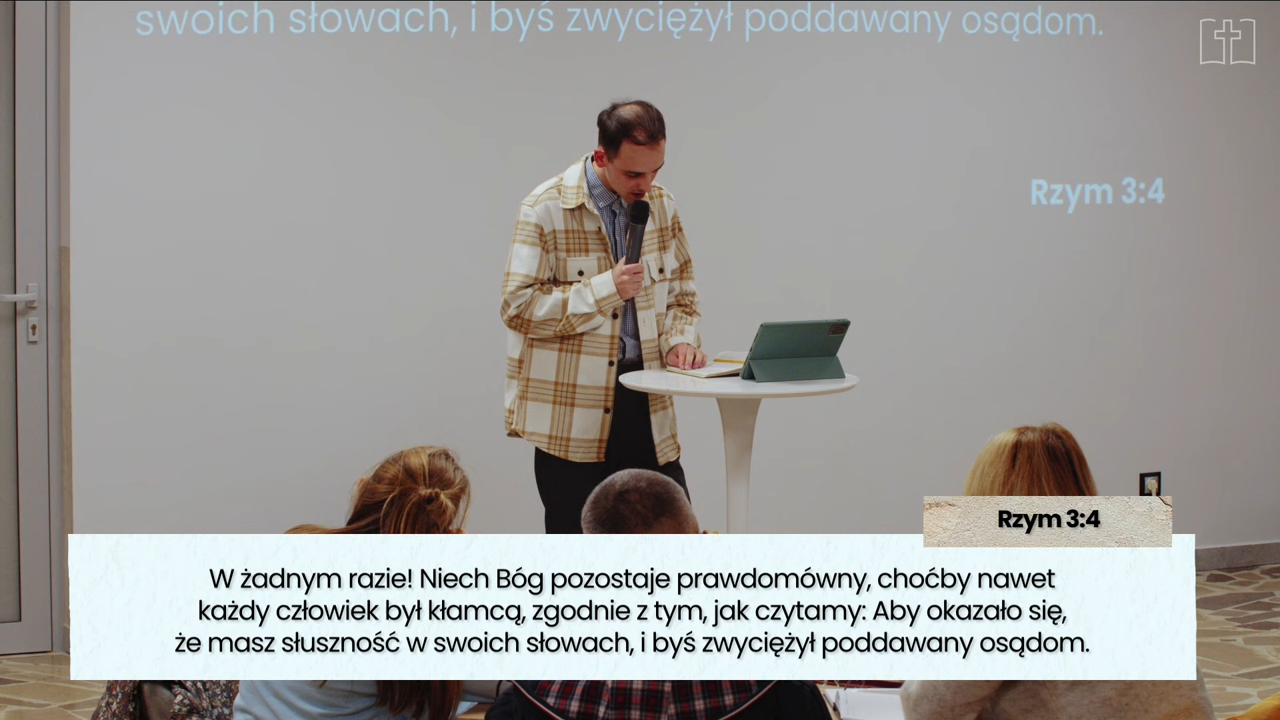 swoich słowach, i byś zwyciężył poddawany osądom.
Rzym 3:4
Rzym 3:4
W żadnym razie! Niech Bóg pozostaje prawdomówny, choćby nawet
każdy człowiek był kłamcą, zgodnie z tym, jak czytamy: Aby okazało się,
że masz słuszność w swoich słowach, i byś zwyciężył poddawany osądom.